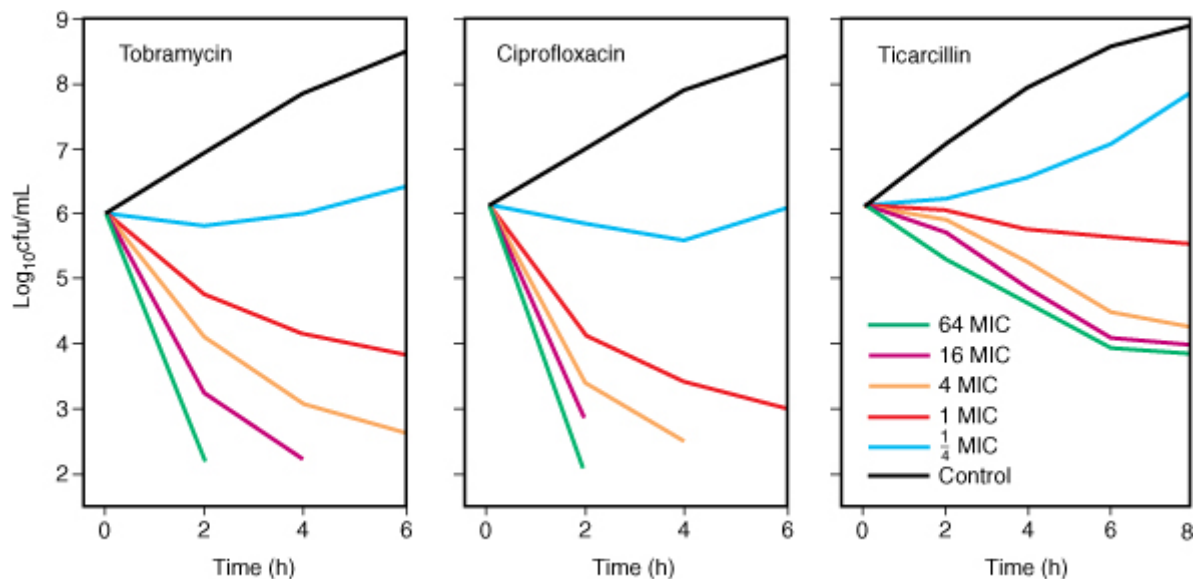 Tobramycin
Ciprofloxacin
Ticarcillin
Log10cfu/mL
9
8
7
6
5
4
3
2
64 MIC
16 MIC
4 MIC
1 MIC
1/4 MIC
Control
0 2 4 6
0 2 4 6
0 2 4 6 8
Time (h)
Time (h)
Time (h)